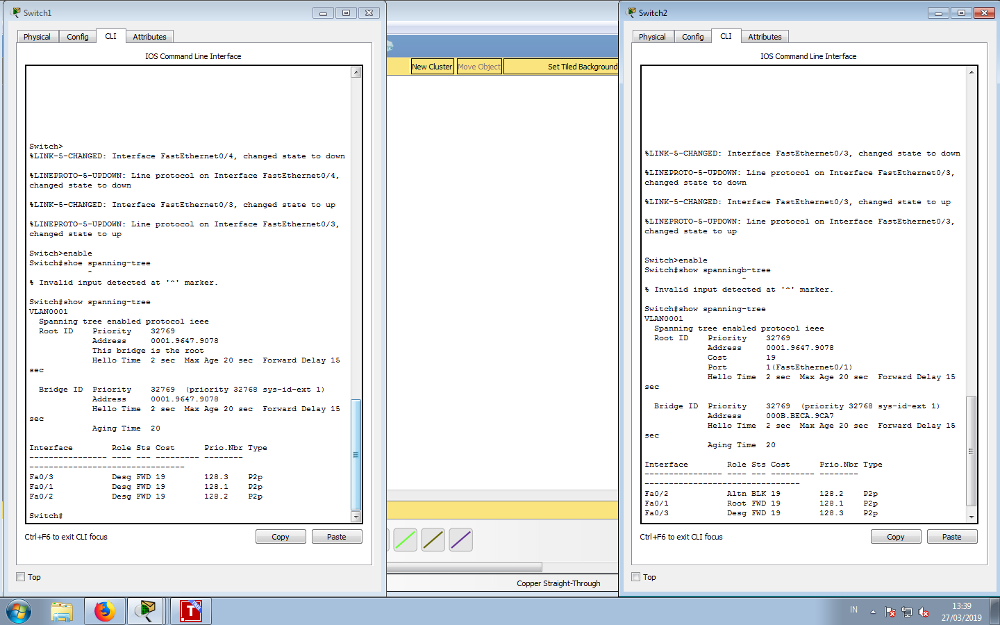 Switch1
Physical
Config
CLI
Attributes
IOS Command Line Interface
Switch>
%LINK-5-CHANGED: Interface FastEthernet0/4, changed state to down
%LINEPROTO-5-UPDOWN: Line protocol on Interface FastEthernet0/4,
changed state to down
%LINK-5-CHANGED: Interface FastEthernet0/3, changed state to up
%LINEPROTO-5-UPDOWN: Line protocol on Interface FastEthernet0/3,
changed state to up
Switch>enable
Switch#shoe spanning-tree
^
% Invalid input detected at '^' marker.
Switch#show spanning-tree
VLAN0001
Spanning tree enabled protocol ieee
Root ID    Priority    32769
Address     0001.9647.9078
This bridge is the root
Hello Time  2 sec  Max Age 20 sec  Forward Delay 15
sec
Bridge ID  Priority    32769  (priority 32768 sys-id-ext 1)
Address     0001.9647.9078
Hello Time  2 sec  Max Age 20 sec  Forward Delay 15
sec
Aging Time  20
Interface        Role Sts Cost      Prio.Nbr Type
---------------- ---- --- --------- --------
--------------------------------
Fa0/3            Desg FWD 19        128.3    P2p
Fa0/1            Desg FWD 19        128.1    P2p
Fa0/2            Desg FWD 19        128.2    P2p
Switch#
Ctrl+F6 to exit CLI focus
Copy
Paste
Top
New Cluster
Move Object
Set Tiled Background
Copper Straight-Through
Switch2
Physical
Config
CLI
Attributes
IOS Command Line Interface
%LINK-5-CHANGED: Interface FastEthernet0/3, changed state to down
%LINEPROTO-5-UPDOWN: Line protocol on Interface FastEthernet0/3,
changed state to down
%LINK-5-CHANGED: Interface FastEthernet0/3, changed state to up
%LINEPROTO-5-UPDOWN: Line protocol on Interface FastEthernet0/3,
changed state to up
Switch>enable
Switch#show spanningb-tree
^
% Invalid input detected at '^' marker.
Switch#show spanning-tree
VLAN0001
Spanning tree enabled protocol ieee
Root ID    Priority    32769
Address     0001.9647.9078
Cost        19
Port        1(FastEthernet0/1)
Hello Time  2 sec  Max Age 20 sec  Forward Delay 15
sec
Bridge ID  Priority    32769  (priority 32768 sys-id-ext 1)
Address     000B.BECA.9CA7
Hello Time  2 sec  Max Age 20 sec  Forward Delay 15
sec
Aging Time  20
Interface        Role Sts Cost      Prio.Nbr Type
---------------- ---- --- --------- --------
--------------------------------
Fa0/2            Altn BLK 19        128.2    P2p
Fa0/1            Root FWD 19        128.1    P2p
Fa0/3            Desg FWD 19        128.3    P2p
Ctrl+F6 to exit CLI focus
Copy
Paste
Top
T
IN
13:39
27/03/2019